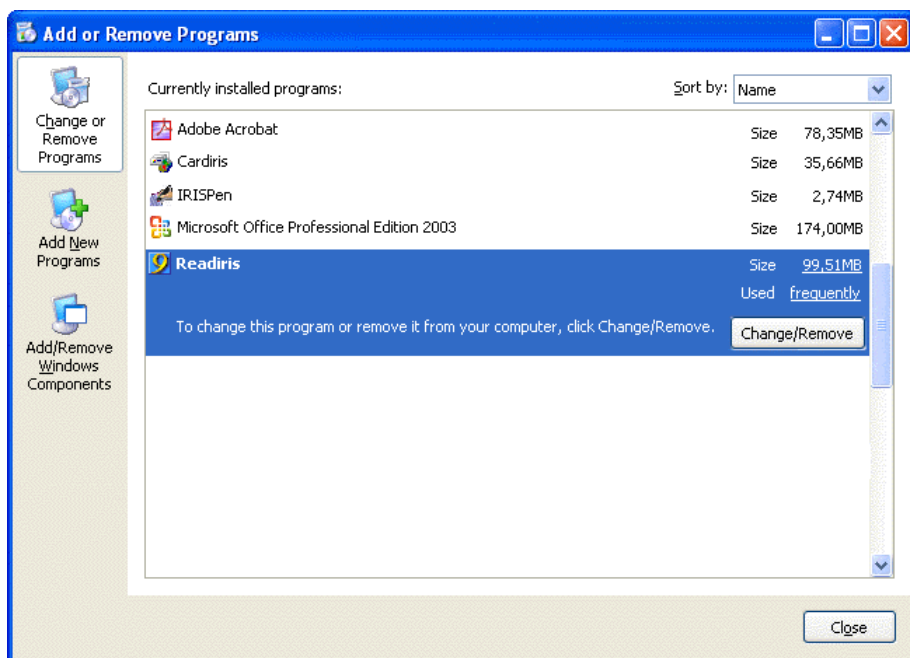 Add or Remove Programs
Change or
Remove
Programs
Add New
Programs
Add/Remove
Windows
Components
Currently installed programs:
Sort by: Name
Adobe Acrobat Size 78,35MB
Cardiris Size 35,66MB
IRISPen Size 2,74MB
Microsoft Office Professional Edition 2003 Size 174,00MB
9 Readiris Size 99,51MB
Used frequently
To change this program or remove it from your computer, click Change/Remove. Change/Remove
Close